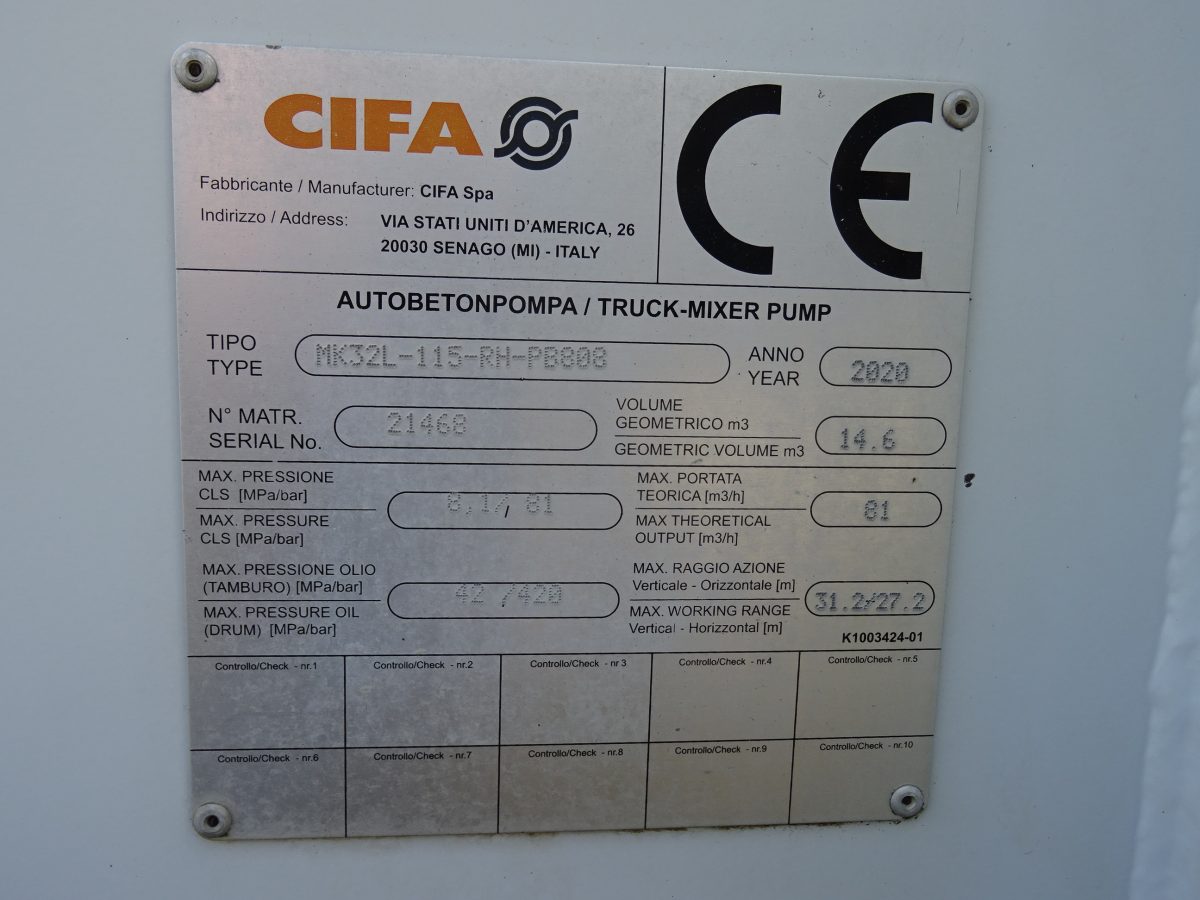 CIFA
CE
Fabbricante / Manufacturer: CIFA Spa
Indirizzo / Address: VIA STATI UNITI D'AMERICA, 26
20030 SENAGO (MI) - ITALY
AUTOBETONPOMPA / TRUCK-MIXER PUMP
TIPO
TYPE
MK32L-115-RH-PB808
ANNO
YEAR
2020
N° MATR.
SERIAL No.
21468
VOLUME
GEOMETRICO m3
GEOMETRIC VOLUME m3
14.6
MAX. PRESSIONE
CLS [MPa/bar]
MAX. PRESSURE
CLS [MPa/bar]
8,1/ 81
MAX. PORTATA
TEORICA [m3/h]
MAX THEORETICAL
OUTPUT [m3/h]
81
MAX. PRESSIONE OLIO
(TAMBURO) [MPa/bar]
MAX. PRESSURE OIL
(DRUM) [MPa/bar]
42 /420
MAX. RAGGIO AZIONE
Verticale - Orizzontale [m]
MAX. WORKING RANGE
Vertical - Horizzontal [m]
31.2/27.2
K1003424-01
Controllo/Check - nr.1
Controllo/Check - nr.2
Controllo/Check - nr 3
Controllo/Check - nr.4
Controllo/Check - nr.5
Controllo/Check - nr.6
Controllo/Check - nr.7
Controllo/Check - nr.8
Controllo/Check - nr.9
Controllo/Check - nr.10